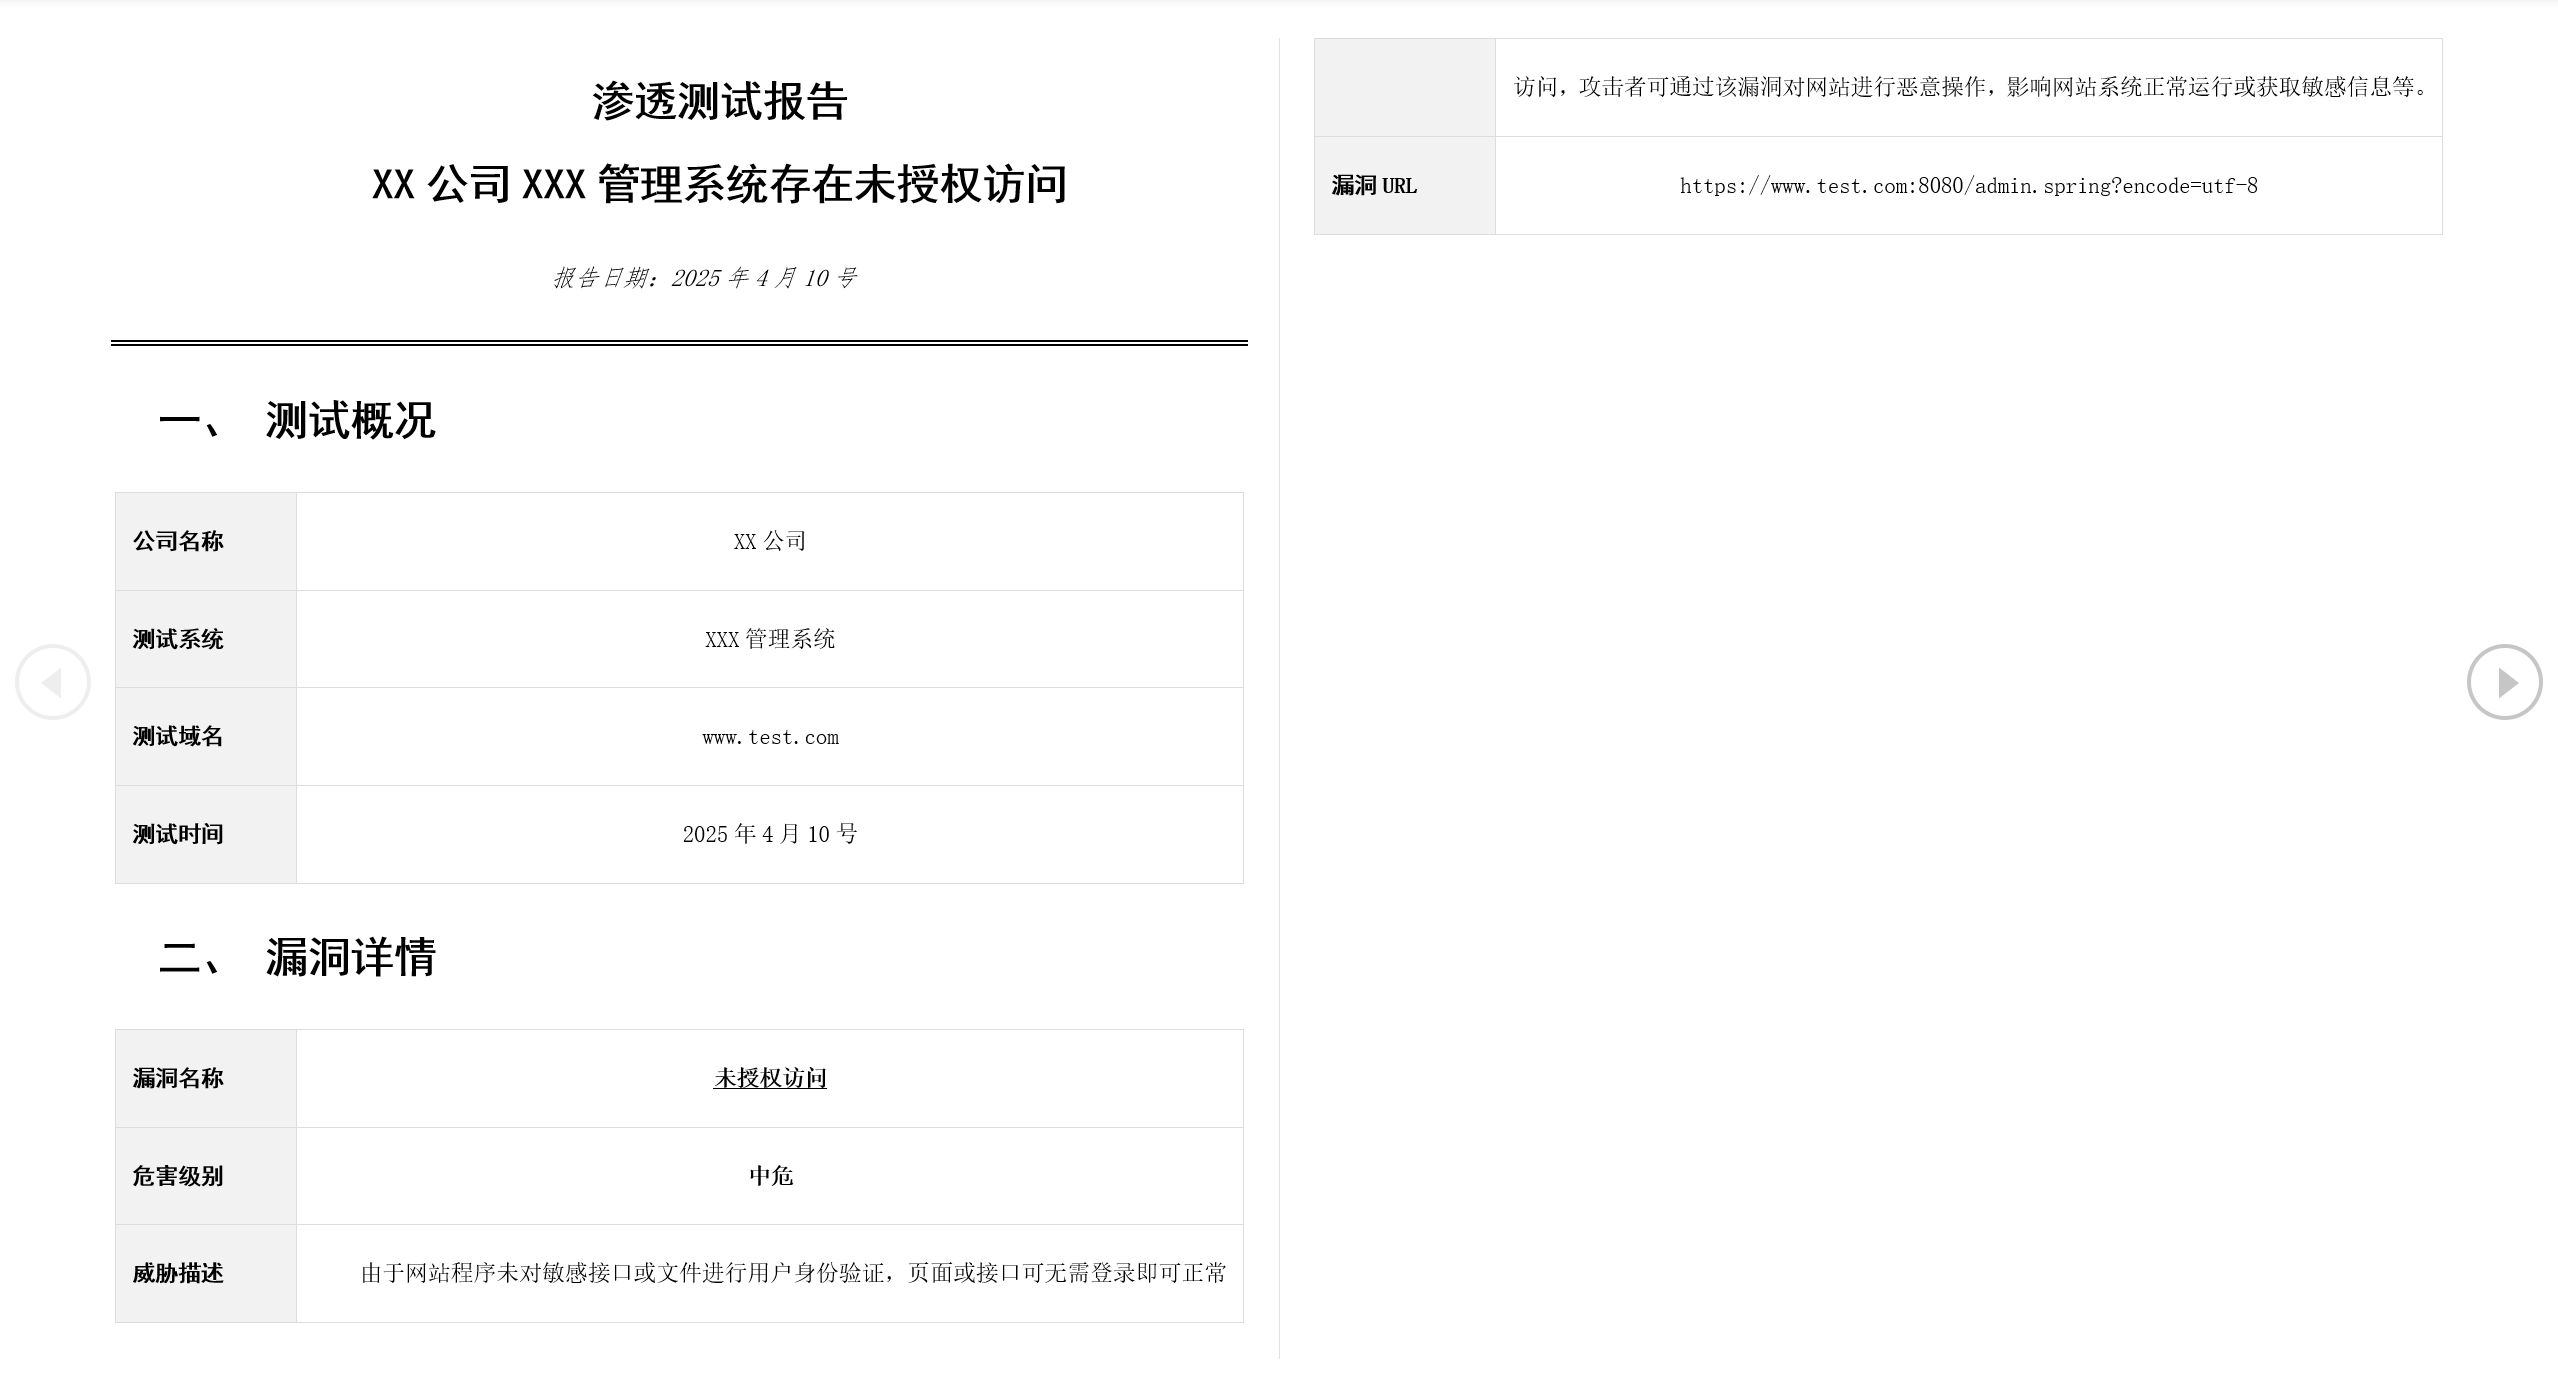 渗透测试报告
XX 公司 XXX 管理系统存在未授权访问
报告日期：2025 年 4 月 10 号
一、 测试概况
公司名称 XX 公司
测试系统 XXX 管理系统
测试域名 www.test.com
测试时间 2025 年 4 月 10 号
二、 漏洞详情
漏洞名称 未授权访问
危害级别 中危
威胁描述 由于网站程序未对敏感接口或文件进行用户身份验证，页面或接口可无需登录即可正常
访问，攻击者可通过该漏洞对网站进行恶意操作，影响网站系统正常运行或获取敏感信息等。
漏洞 URL https://www.test.com:8080/admin.spring?encode=utf-8